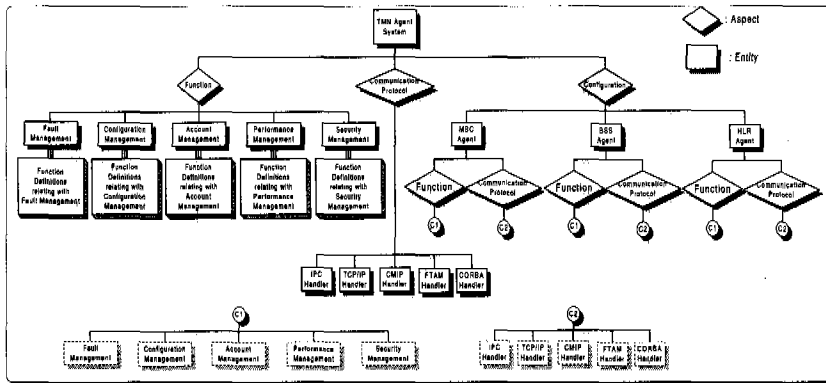 TMN Agent
System
: Aspect
: Entity
Function
Communication
Protocol
Configuration
Fault
Management
Configuration
Management
Account
Management
Performance
Management
Security
Management
Function
Definitions
relating with
Fault Management
Function
Definitions
relating with
Configuration
Management
Function
Definitions
relating with
Account
Management
Function
Definitions
relating with
Performance
Management
Function
Definitions
relating with
Security
Management
MSC
Agent
BSS
Agent
HLR
Agent
Function
Communication
Protocol
Function
Communication
Protocol
Function
Communication
Protocol
C1
C2
C1
C2
C1
C2
IPC
Handler
TCP/IP
Handler
CMIP
Handler
FTAM
Handler
CORBA
Handler
C1
Fault
Management
Configuration
Management
Account
Management
Performance
Management
Security
Management
C2
IPC
Handler
TCP/IP
Handler
CMIP
Handler
FTAM
Handler
CORBA
Handler